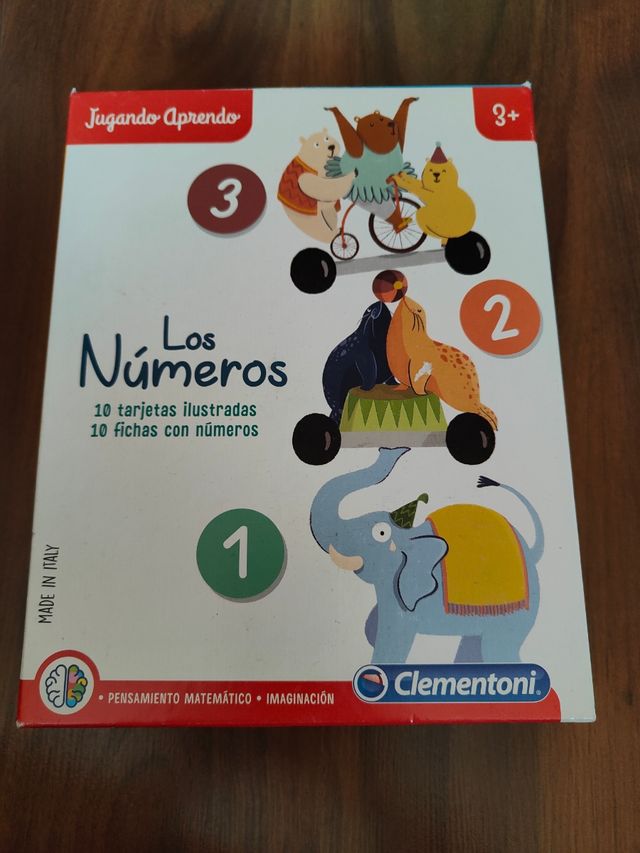 Jugando Aprendo
3+
3
2
Los
Números
10 tarjetas ilustradas
10 fichas con números
1
MADE IN ITALY
• PENSAMIENTO MATEMÁTICO • IMAGINACIÓN
Clementoni®